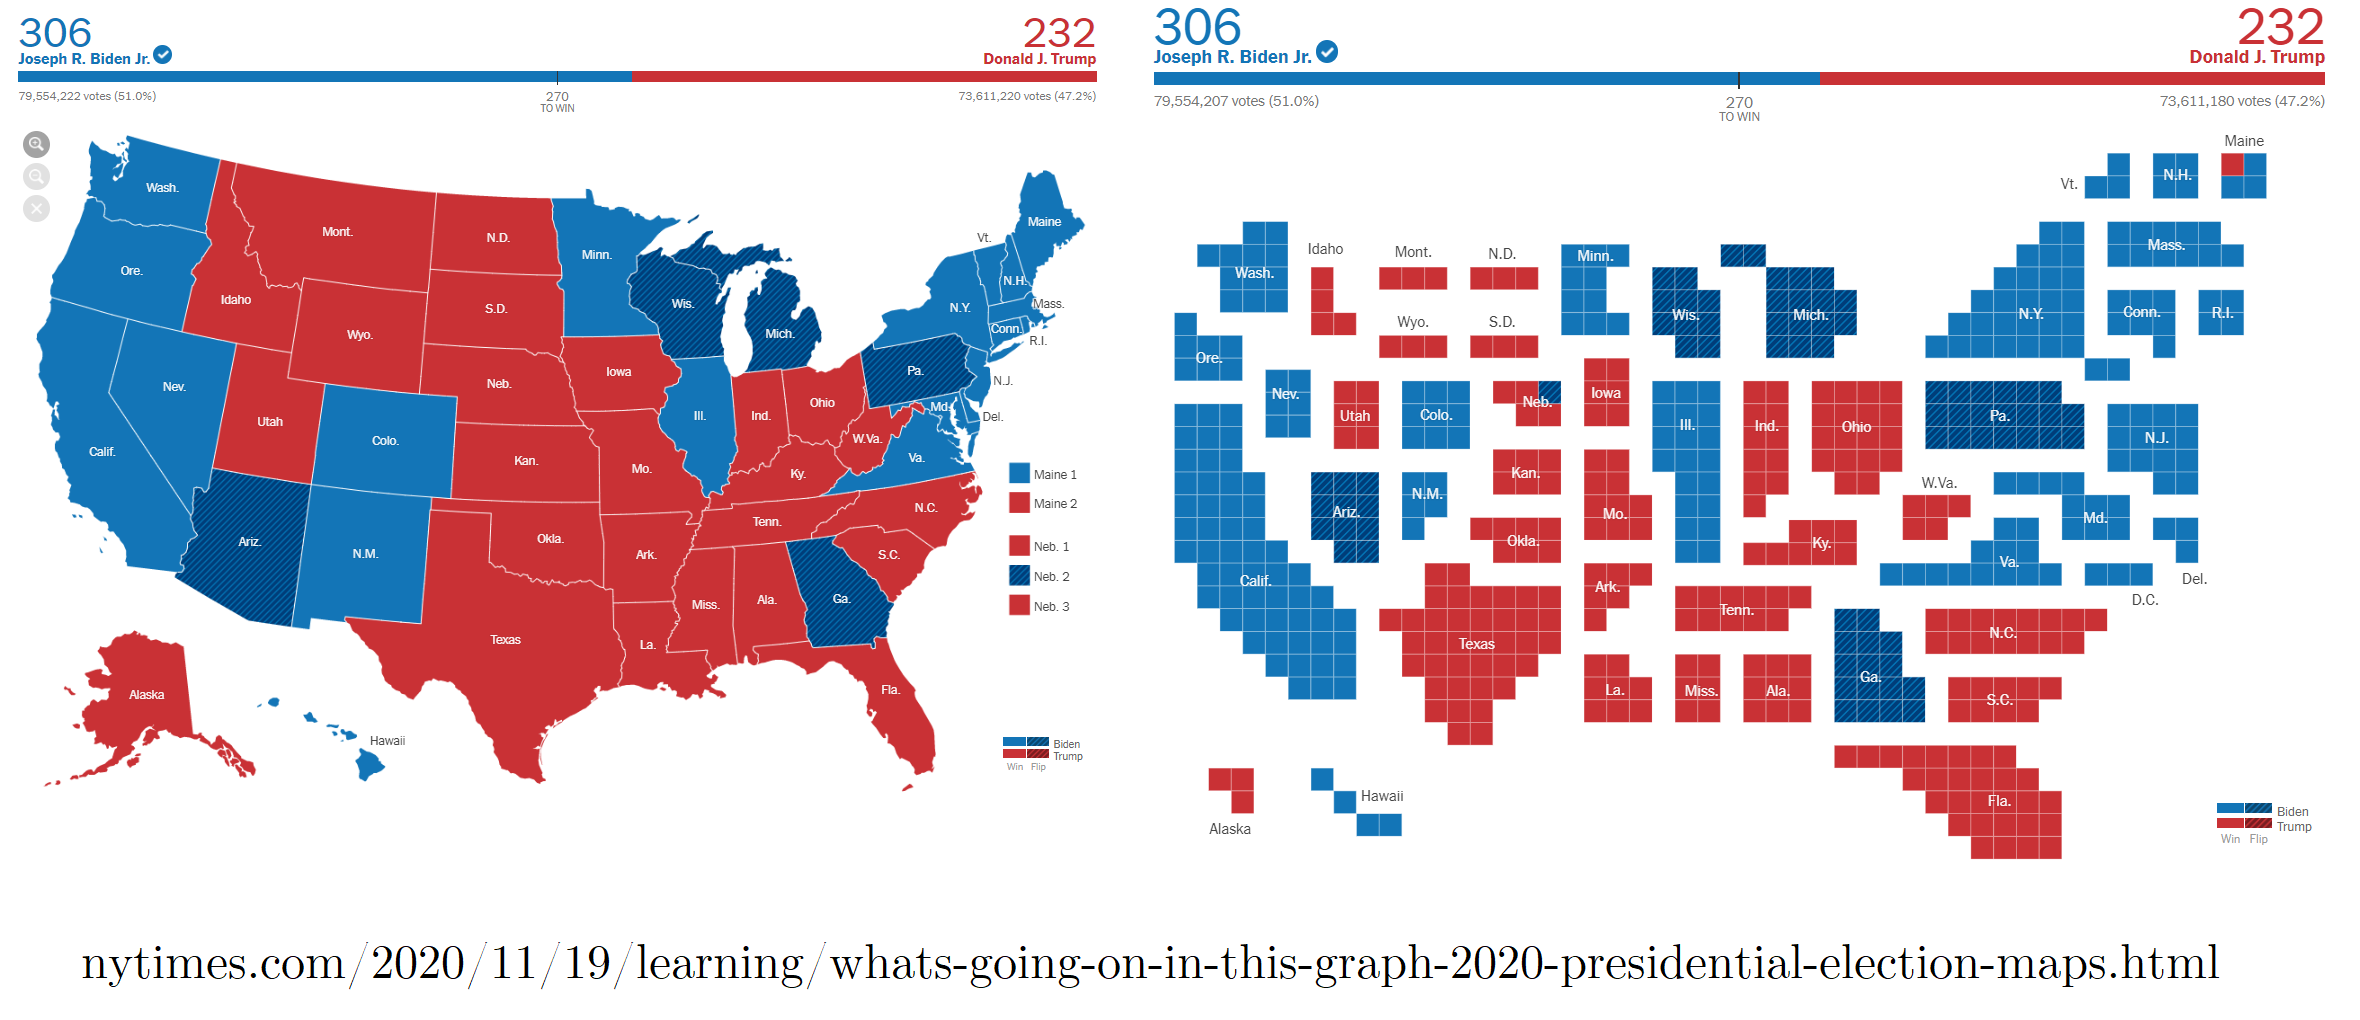 306
Joseph R. Biden Jr.
232
Donald J. Trump
79,554,222 votes (51.0%)
270
TO WIN
73,611,220 votes (47.2%)
Wash.
Ore.
Calif.
Nev.
Idaho
Mont.
Wyo.
Utah
Ariz.
Colo.
N.M.
N.D.
S.D.
Neb.
Kan.
Okla.
Texas
Minn.
Iowa
Mo.
Ark.
La.
Wis.
Ill.
Mich.
Ind.
Ohio
Ky.
Tenn.
Miss.
Ala.
Ga.
Fla.
S.C.
N.C.
Va.
W.Va.
Md.
Del.
Pa.
N.J.
N.Y.
Conn.
R.I.
Mass.
Vt.
N.H.
Maine
Alaska
Hawaii
Maine 1
Maine 2
Neb. 1
Neb. 2
Neb. 3
Biden
Trump
Win Flip
306
Joseph R. Biden Jr.
232
Donald J. Trump
79,554,207 votes (51.0%)
270
TO WIN
73,611,180 votes (47.2%)
Maine
Vt.
N.H.
Wash.
Idaho
Mont.
N.D.
Minn.
Mass.
Wis.
Mich.
N.Y.
Conn.
R.I.
Ore.
Wyo.
S.D.
Nev.
Utah
Colo.
Neb.
Iowa
Ill.
Ind.
Ohio
Pa.
N.J.
Ariz.
N.M.
Kan.
Mo.
W.Va.
Md.
Okla.
Ky.
Va.
Del.
D.C.
Calif.
Ark.
Tenn.
Texas
N.C.
Ga.
La.
Miss.
Ala.
S.C.
Fla.
Alaska
Hawaii
Biden
Trump
Win Flip
nytimes.com/2020/11/19/learning/whats-going-on-in-this-graph-2020-presidential-election-maps.html